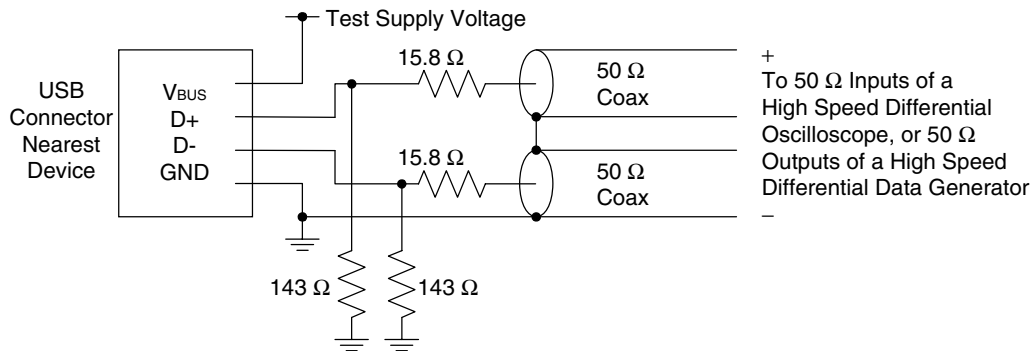 Test Supply Voltage
USB
Connector
Nearest
Device
VBUS
D+
D-
GND
15.8 Ω
50 Ω
Coax
15.8 Ω
50 Ω
Coax
143 Ω
143 Ω
+
To 50 Ω Inputs of a
High Speed Differential
Oscilloscope, or 50 Ω
Outputs of a High Speed
Differential Data Generator
−